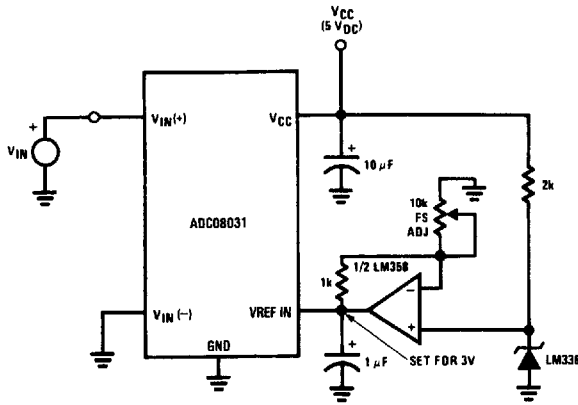 VCC
(5 VDC)
+
VIN
VIN(+)
VCC
+
10 µF
2k
ADC08031
10k
FS
ADJ
1/2 LM358
1k
−
+
VIN(−)
VREF IN
GND
+
1 µF
SET FOR 3V
LM336